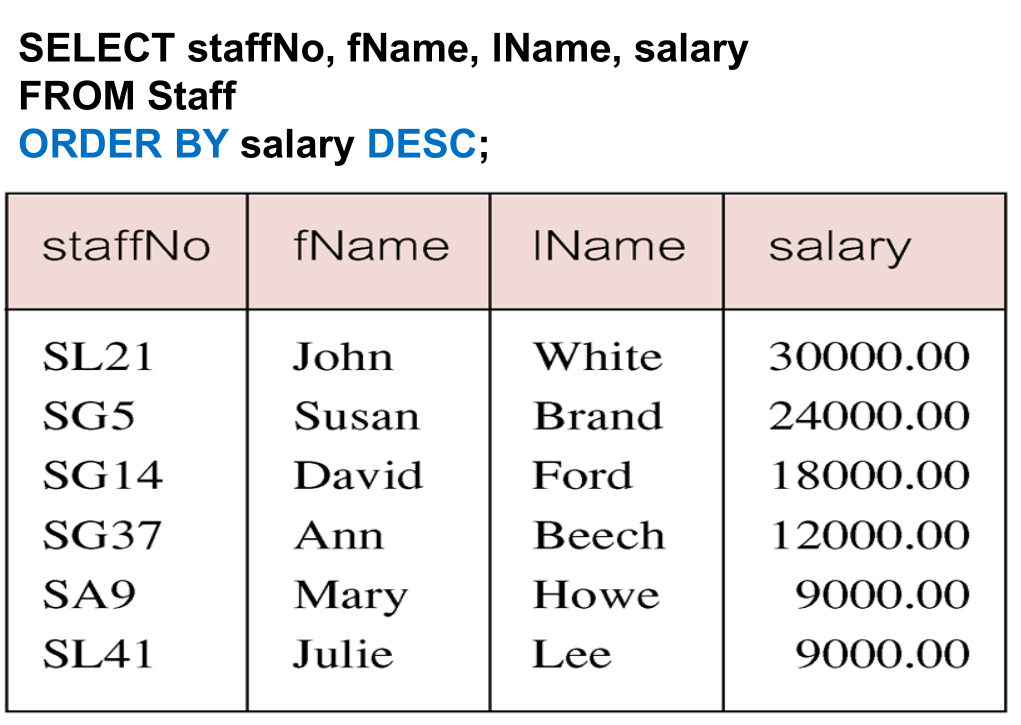 SELECT staffNo, fName, lName, salary
FROM Staff
ORDER BY salary DESC;
staffNo fName lName salary
SL21 John White 30000.00
SG5 Susan Brand 24000.00
SG14 David Ford 18000.00
SG37 Ann Beech 12000.00
SA9 Mary Howe 9000.00
SL41 Julie Lee 9000.00